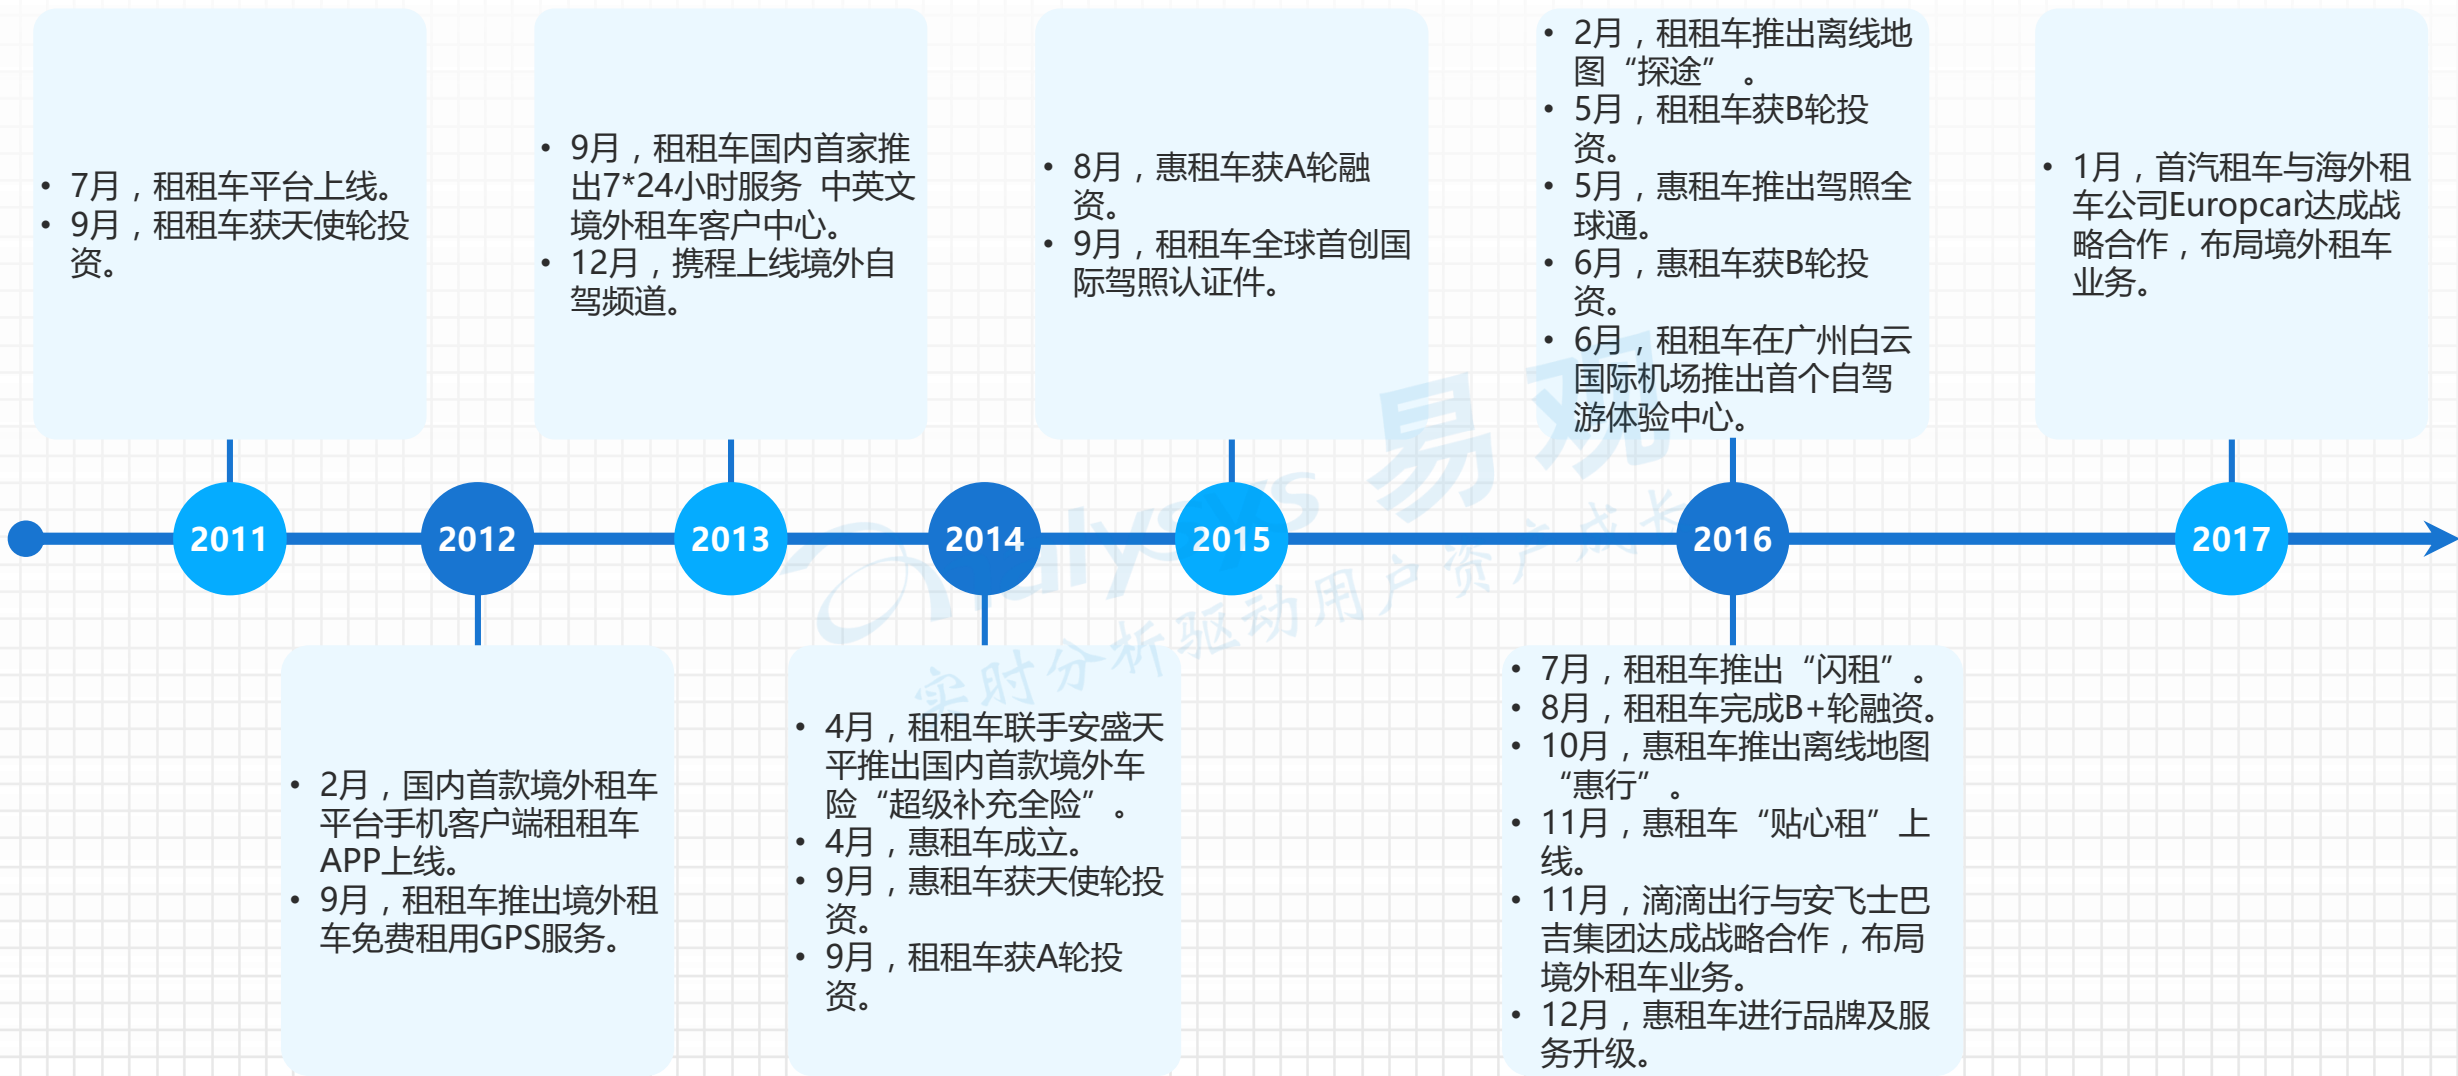 • 7月，租租车平台上线。
• 9月，租租车获天使轮投
资。
• 9月，租租车国内首家推
出7*24小时服务 中英文
境外租车客户中心。
• 12月，携程上线境外自
驾频道。
• 8月，惠租车获A轮融
资。
• 9月，租租车全球首创国
际驾照认证件。
• 2月，租租车推出离线地
图“探途”。
• 5月，租租车获B轮投
资。
• 5月，惠租车推出驾照全
球通。
• 6月，惠租车获B轮投
资。
• 6月，租租车在广州白云
国际机场推出首个自驾
游体验中心。
• 1月，首汽租车与海外租
车公司Europcar达成战
略合作，布局境外租车
业务。
2011
2012
2013
2014
2015
2016
2017
Analysys 易观
实时分析驱动用户资产成长
• 2月，国内首款境外租车
平台手机客户端租租车
APP上线。
• 9月，租租车推出境外租
车免费租用GPS服务。
• 4月，租租车联手安盛天
平推出国内首款境外车
险“超级补充全险”。
• 4月，惠租车成立。
• 9月，惠租车获天使轮投
资。
• 9月，租租车获A轮投
资。
• 7月，租租车推出“闪租”。
• 8月，租租车完成B+轮融资。
• 10月，惠租车推出离线地图
“惠行”。
• 11月，惠租车“贴心租”上
线。
• 11月，滴滴出行与安飞士巴
吉集团达成战略合作，布局
境外租车业务。
• 12月，惠租车进行品牌及服
务升级。